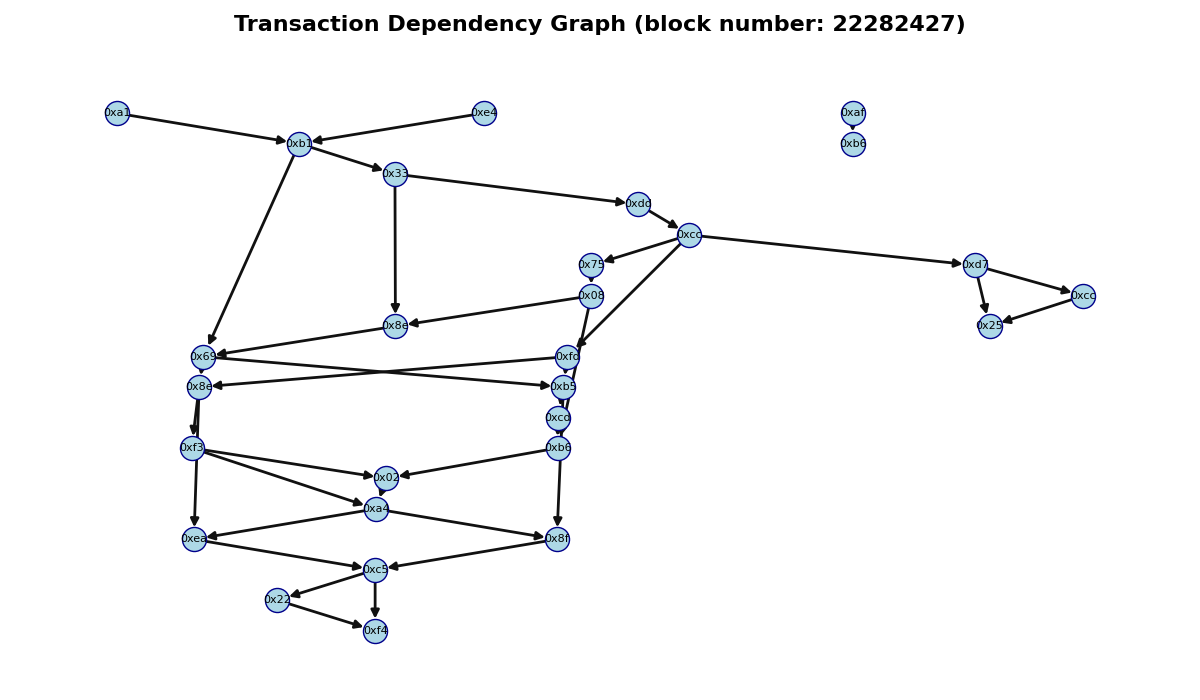 Transaction Dependency Graph (block number: 22282427)
0xa1
0xe4
0xaf
0xb1
0xb6
0x33
0xdd
0xcc
0x75
0xd7
0x08
0xcc
0x8e
0x25
0x69
0xfd
0x8e
0xb5
0xcd
0xf3
0xb6
0x02
0xa4
0xea
0x8f
0xc5
0x22
0xf4